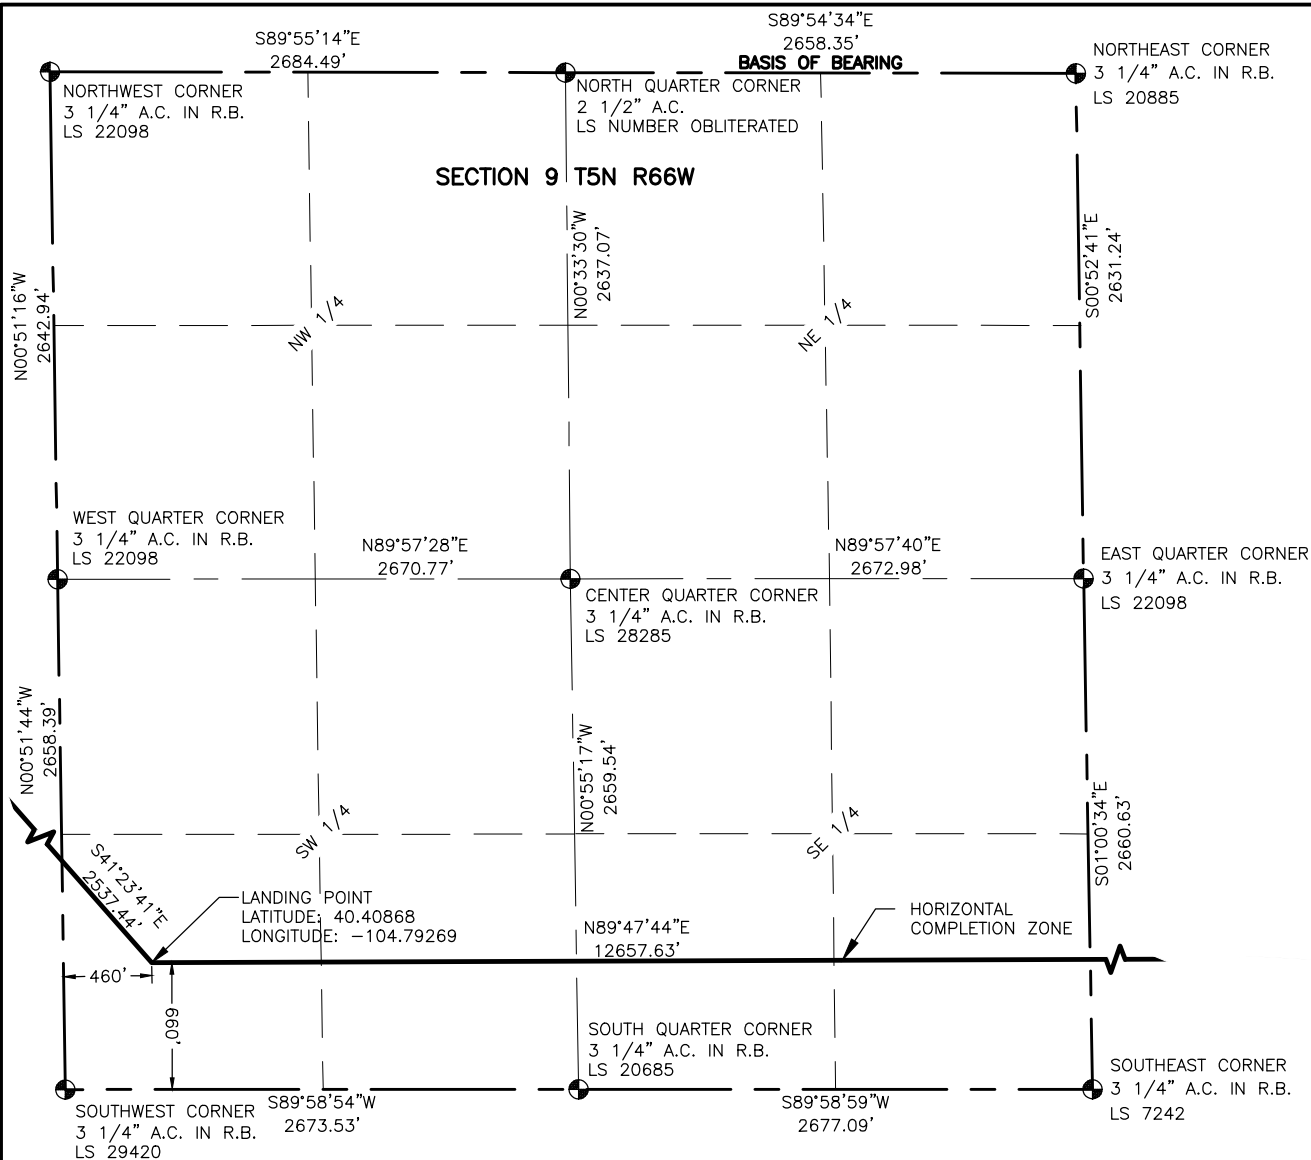 S89°55'14"E
2684.49'
S89°54'34"E
2658.35'
BASIS OF BEARING
NORTHWEST CORNER
3 1/4" A.C. IN R.B.
LS 22098
NORTH QUARTER CORNER
2 1/2" A.C.
LS NUMBER OBLITERATED
NORTHEAST CORNER
3 1/4" A.C. IN R.B.
LS 20885
SECTION 9 T5N R66W
N00°51'16"W
2642.94'
NW 1/4
N00°33'30"W
2637.07'
NE 1/4
S00°52'41"E
2631.24'
WEST QUARTER CORNER
3 1/4" A.C. IN R.B.
LS 22098
N89°57'28"E
2670.77'
CENTER QUARTER CORNER
3 1/4" A.C. IN R.B.
LS 28285
N89°57'40"E
2672.98'
EAST QUARTER CORNER
3 1/4" A.C. IN R.B.
LS 22098
N00°51'44"W
2658.39'
SW 1/4
N00°55'17"W
2659.54'
SE 1/4
S01°00'34"E
2660.63'
S41°23'41"E
2537.44'
LANDING POINT
LATITUDE: 40.40868
LONGITUDE: -104.79269
N89°47'44"E
12657.63'
HORIZONTAL
COMPLETION ZONE
460'
660'
SOUTHWEST CORNER
3 1/4" A.C. IN R.B.
LS 29420
S89°58'54"W
2673.53'
SOUTH QUARTER CORNER
3 1/4" A.C. IN R.B.
LS 20685
S89°58'59"W
2677.09'
SOUTHEAST CORNER
3 1/4" A.C. IN R.B.
LS 7242